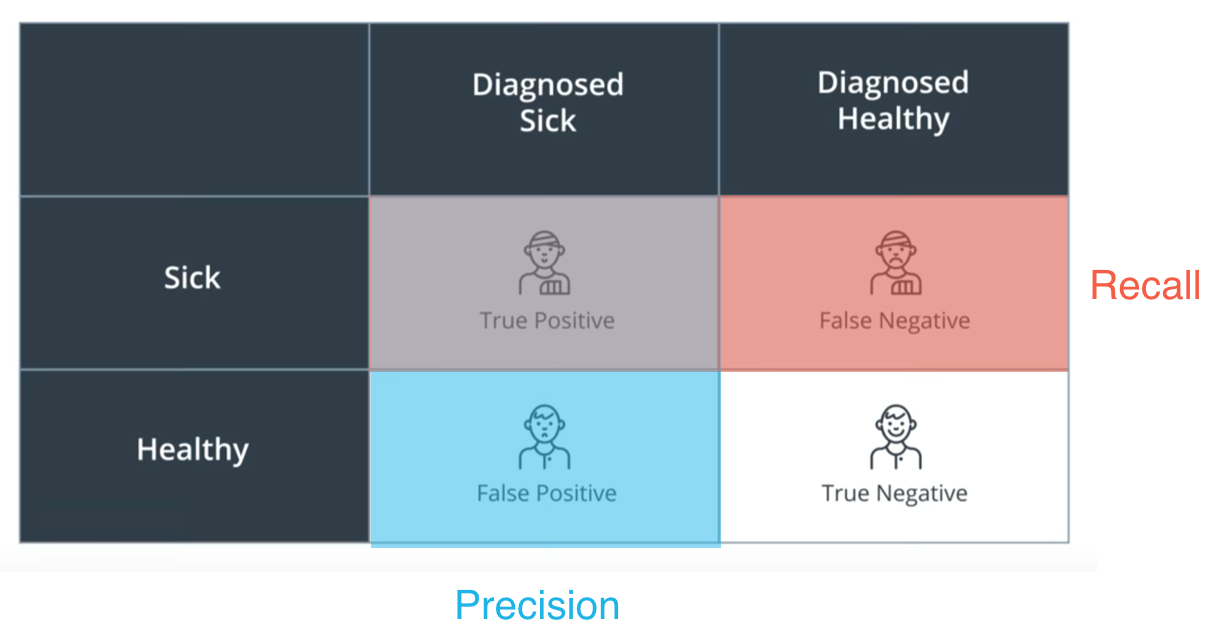 Diagnosed
Sick
Diagnosed
Healthy
Sick
True Positive
False Negative
Recall
Healthy
False Positive
True Negative
Precision